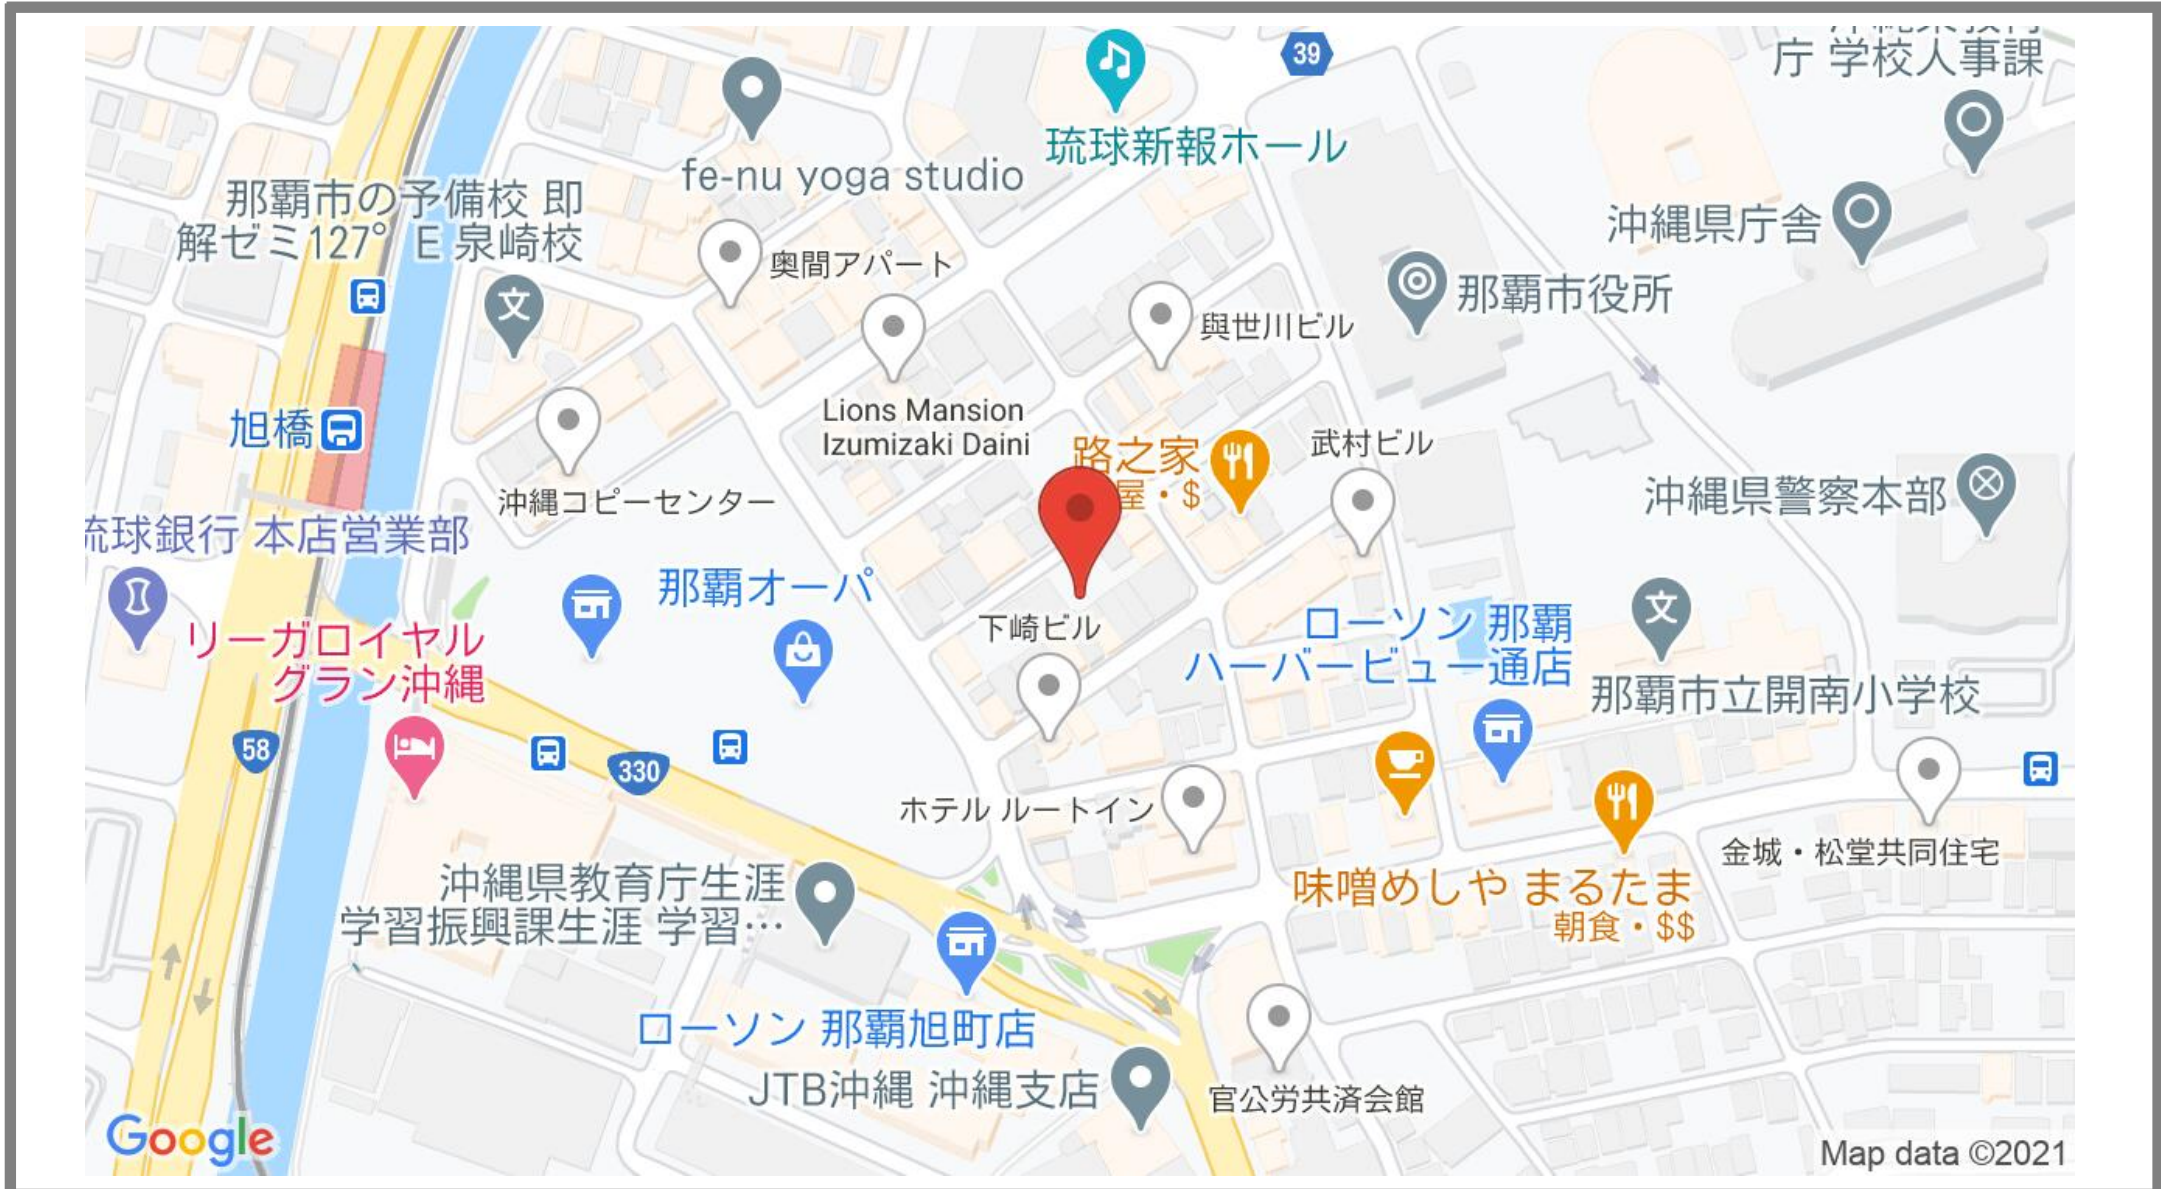 39
庁 学校人事課
琉球新報ホール
fe-nu yoga studio
那覇市の予備校 即
解ゼミ127° E 泉崎校
沖縄県庁舎
奥間アパート
那覇市役所
與世川ビル
Lions Mansion
Izumizaki Daini
旭橋
路之家
屋・$
武村ビル
沖縄コピーセンター
沖縄県警察本部
琉球銀行 本店営業部
那覇オーパ
下崎ビル
ローソン 那覇
ハーバービュー通店
リーガロイヤル
グラン沖縄
那覇市立開南小学校
58
330
ホテル ルートイン
金城・松堂共同住宅
味噌めしや まるたま
朝食・$$
沖縄県教育庁生涯
学習振興課生涯 学習…
ローソン 那覇旭町店
JTB沖縄 沖縄支店
官公労共済会館
Google
Map data ©2021